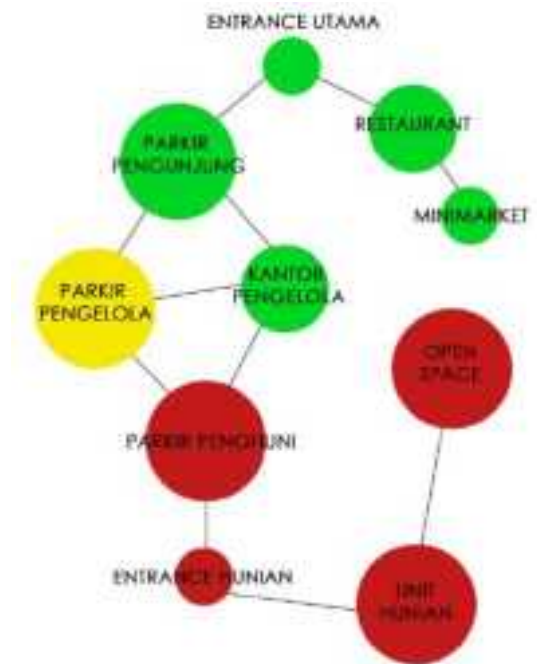 ENTRANCE UTAMA
RESTAURANT
PARKIR
PENGUNJUNG
MINIMARKET
KANTOR
PENGELOLA
PARKIR
PENGELOLA
OPEN
SPACE
PARKIR PENGHUNI
ENTRANCE HUNIAN
UNIT
HUNIAN